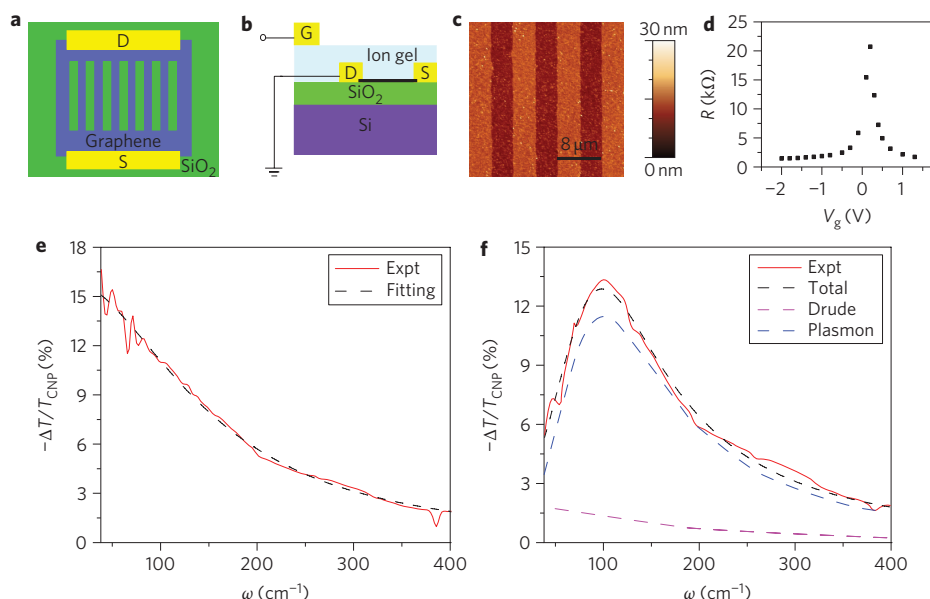 a
D
Graphene
S
SiO₂
b
G
Ion gel
D
S
SiO₂
Si
c
8 μm
30 nm
0 nm
d
R (kΩ)
25
20
15
10
5
0
−2 −1 0 1
Vg (V)
e
−ΔT/TCNP (%)
18
15
12
9
6
3
0
Expt
Fitting
100 200 300 400
ω (cm⁻¹)
f
−ΔT/TCNP (%)
15
12
9
6
3
0
Expt
Total
Drude
Plasmon
100 200 300 400
ω (cm⁻¹)